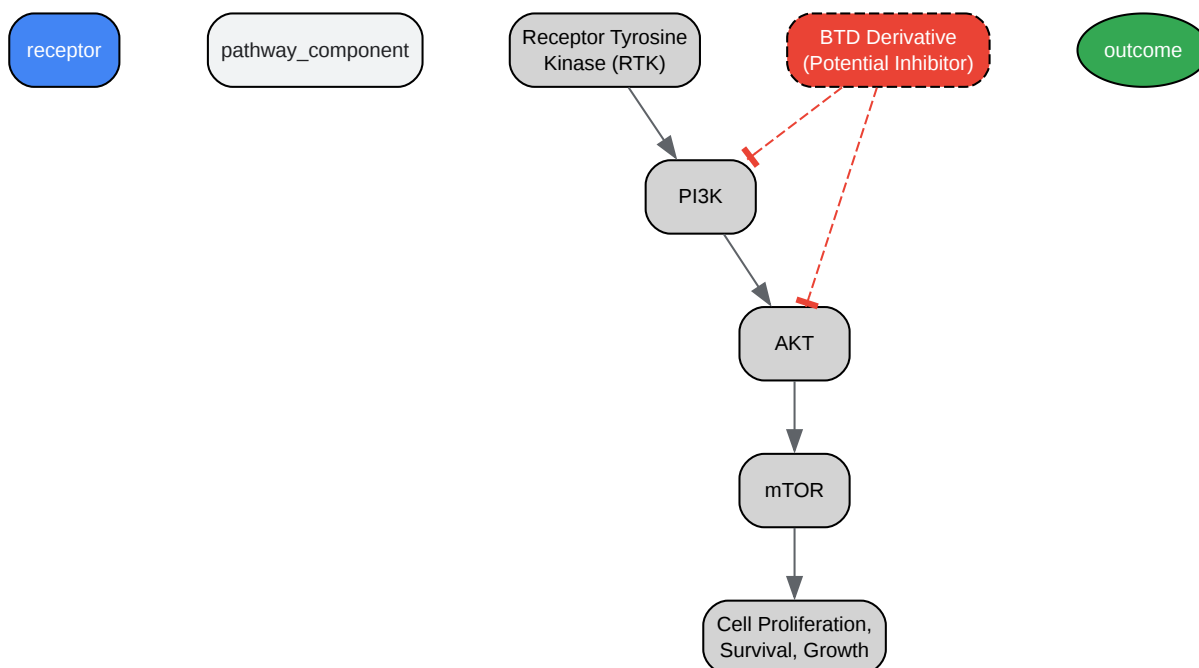 receptor
pathway_component
Receptor Tyrosine
Kinase (RTK)
BTD Derivative
(Potential Inhibitor)
outcome
PI3K
AKT
mTOR
Cell Proliferation,
Survival, Growth